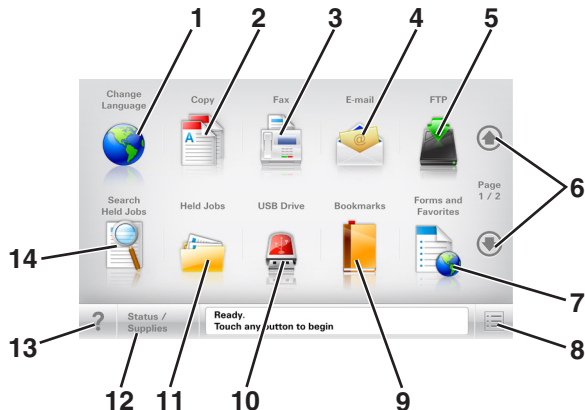 1 2 3 4 5
Change
Language
Copy
Fax
E-mail
FTP
6
Page
1 / 2
Search
Held Jobs
Held Jobs
USB Drive
Bookmarks
Forms and
Favorites
A
@
14
7
?
Status /
Supplies
Ready.
Touch any button to begin
13
8
12 11 10 9